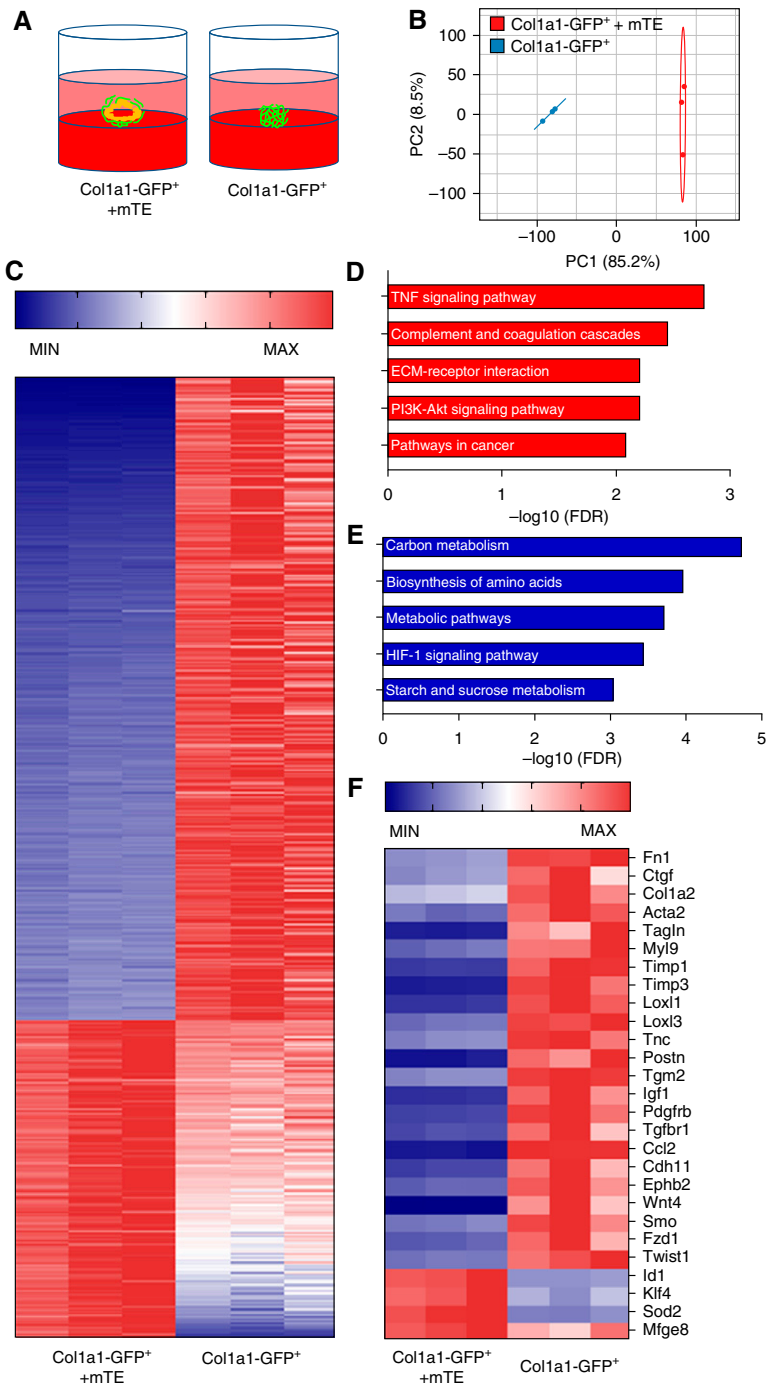 A
Col1a1-GFP⁺
+mTE
Col1a1-GFP⁺
B
Col1a1-GFP⁺ + mTE
Col1a1-GFP⁺
PC2 (8.5%)
100
50
0
−50
−100
−100
0
100
PC1 (85.2%)
C
MIN
MAX
Col1a1-GFP⁺
+mTE
Col1a1-GFP⁺
D
TNF signaling pathway
Complement and coagulation cascades
ECM-receptor interaction
PI3K-Akt signaling pathway
Pathways in cancer
0
1
2
3
−log10 (FDR)
E
Carbon metabolism
Biosynthesis of amino acids
Metabolic pathways
HIF-1 signaling pathway
Starch and sucrose metabolism
0
1
2
3
4
5
−log10 (FDR)
F
MIN
MAX
Fn1
Ctgf
Col1a2
Acta2
Tagln
Myl9
Timp1
Timp3
Loxl1
Loxl3
Tnc
Postn
Tgm2
Igf1
Pdgfrb
Tgfbr1
Ccl2
Cdh11
Ephb2
Wnt4
Smo
Fzd1
Twist1
Id1
Klf4
Sod2
Mfge8
Col1a1-GFP⁺
+mTE
Col1a1-GFP⁺